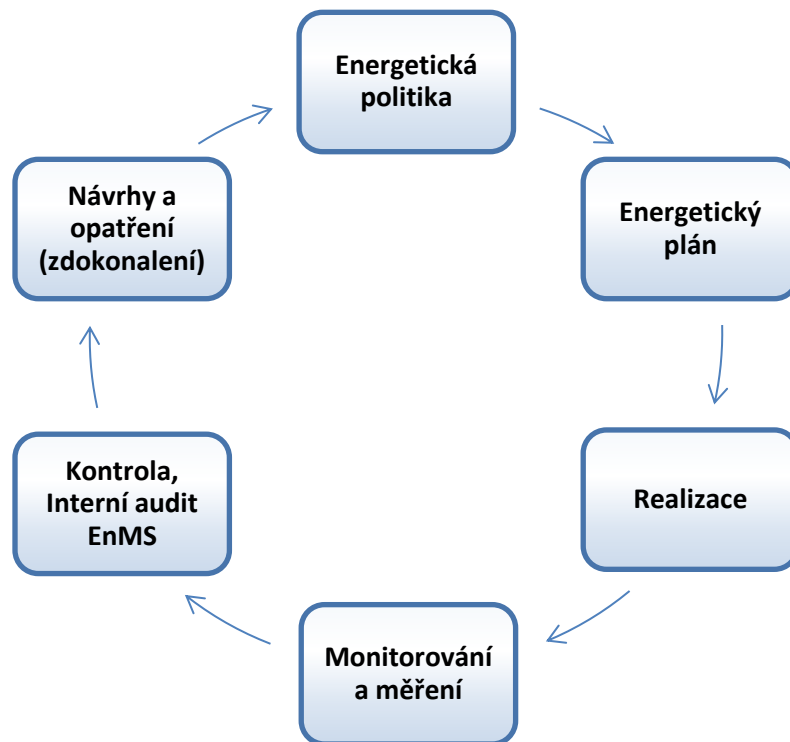 Energetická
politika
Energetický
plán
Realizace
Monitorování
a měření
Kontrola,
Interní audit
EnMS
Návrhy a
opatření
(zdokonalení)